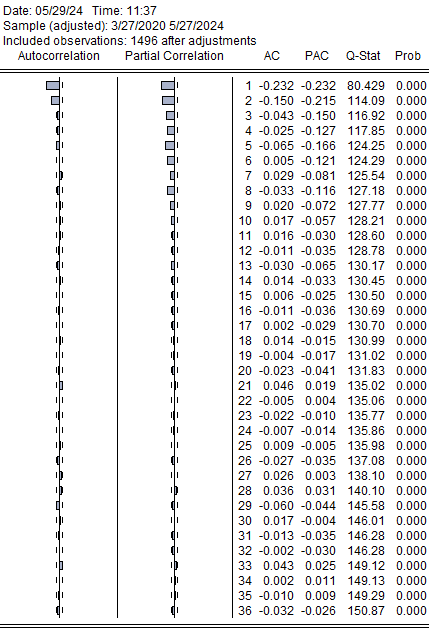 Date: 05/29/24 Time: 11:37
Sample (adjusted): 3/27/2020 5/27/2024
Included observations: 1496 after adjustments
Autocorrelation Partial Correlation AC PAC Q-Stat Prob
1 -0.232 -0.232 80.429 0.000
2 -0.150 -0.215 114.09 0.000
3 -0.043 -0.150 116.92 0.000
4 -0.025 -0.127 117.85 0.000
5 -0.065 -0.166 124.25 0.000
6 0.005 -0.121 124.29 0.000
7 0.029 -0.081 125.54 0.000
8 -0.033 -0.116 127.18 0.000
9 0.020 -0.072 127.77 0.000
10 0.017 -0.057 128.21 0.000
11 0.016 -0.030 128.60 0.000
12 -0.011 -0.035 128.78 0.000
13 -0.030 -0.065 130.17 0.000
14 0.014 -0.033 130.45 0.000
15 0.006 -0.025 130.50 0.000
16 -0.011 -0.036 130.69 0.000
17 0.002 -0.029 130.70 0.000
18 0.014 -0.015 130.99 0.000
19 -0.004 -0.017 131.02 0.000
20 -0.023 -0.041 131.83 0.000
21 0.046 0.019 135.02 0.000
22 -0.005 0.004 135.06 0.000
23 -0.022 -0.010 135.77 0.000
24 -0.007 -0.014 135.86 0.000
25 0.009 -0.005 135.98 0.000
26 -0.027 -0.035 137.08 0.000
27 0.026 0.003 138.10 0.000
28 0.036 0.031 140.10 0.000
29 -0.060 -0.044 145.58 0.000
30 0.017 -0.004 146.01 0.000
31 -0.013 -0.035 146.28 0.000
32 -0.002 -0.030 146.28 0.000
33 0.043 0.025 149.12 0.000
34 0.002 0.011 149.13 0.000
35 -0.010 0.009 149.29 0.000
36 -0.032 -0.026 150.87 0.000